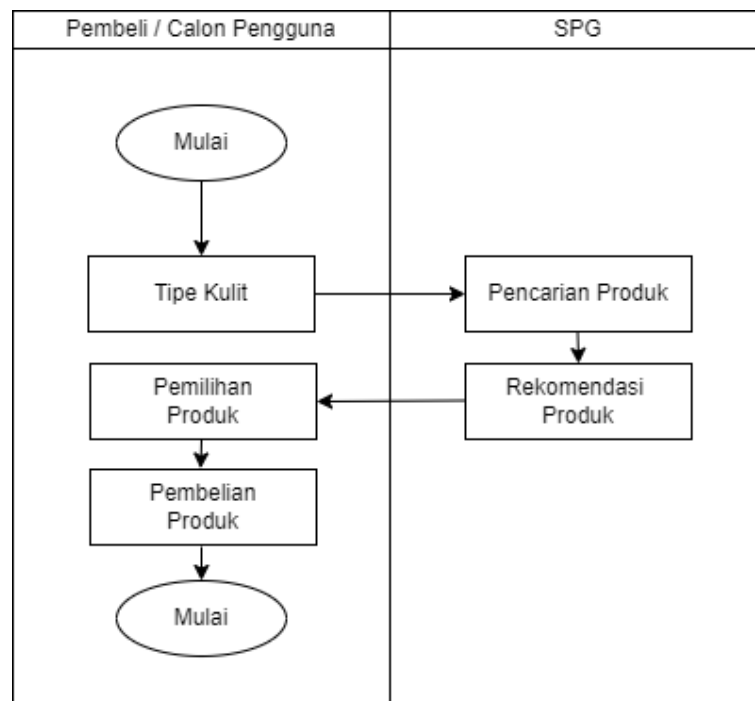 Pembeli / Calon Pengguna
SPG
Mulai
Tipe Kulit
Pencarian Produk
Pemilihan
Produk
Rekomendasi
Produk
Pembelian
Produk
Mulai